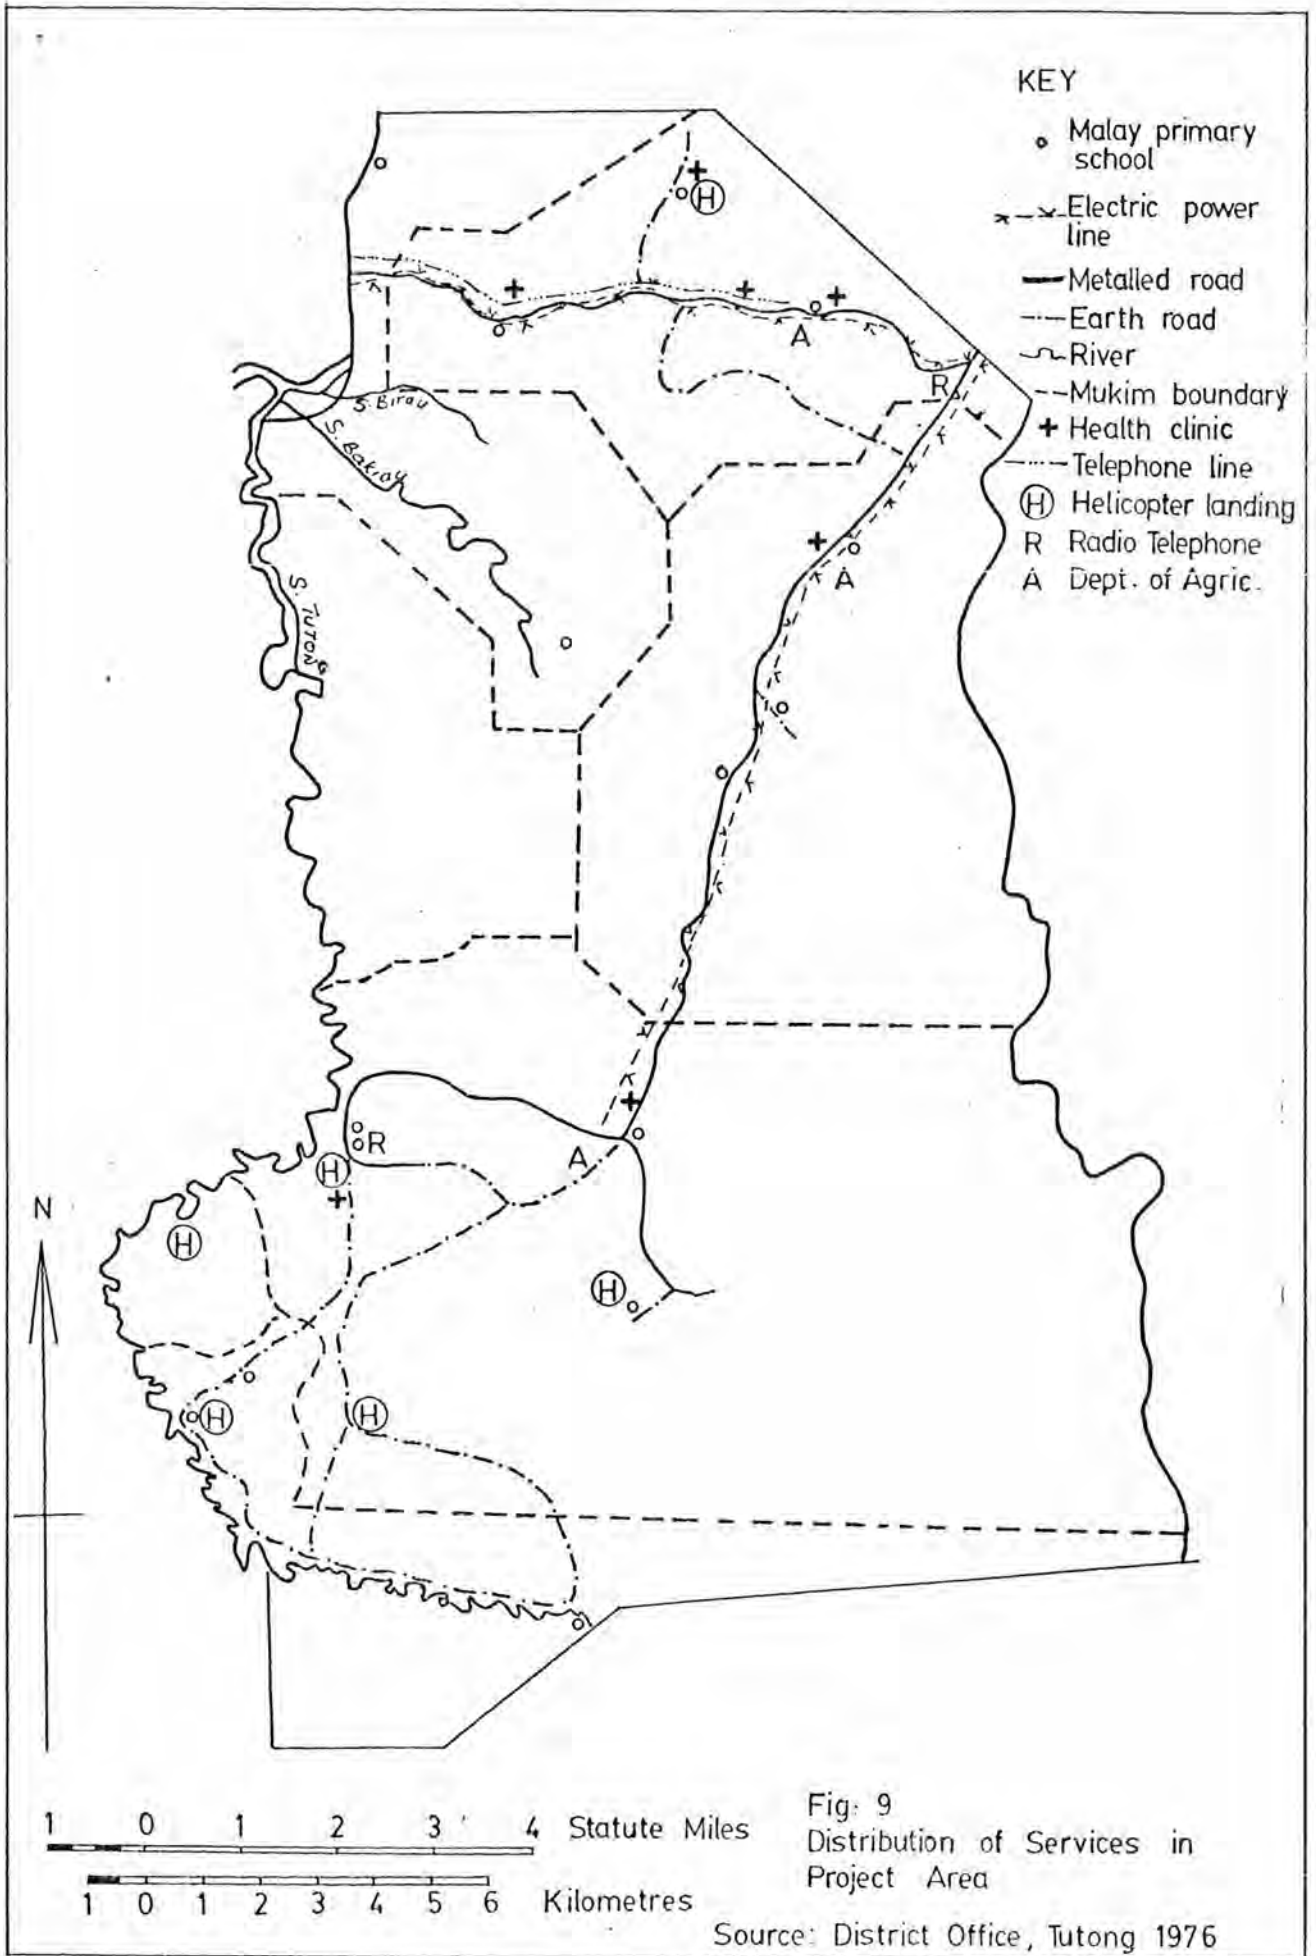 KEY
Malay primary
school
Electric power
line
Metalled road
Earth road
River
Mukim boundary
Health clinic
Telephone line
H Helicopter landing
R Radio Telephone
A Dept. of Agric.
H
A
R
S. Birau
S. Bakiau
A
S. TUTONG
R
A
H
N
H
H
H
H
1 0 1 2 3 4 Statute Miles
1 0 1 2 3 4 5 6 Kilometres
Fig. 9
Distribution of Services in
Project Area
Source: District Office, Tutong 1976